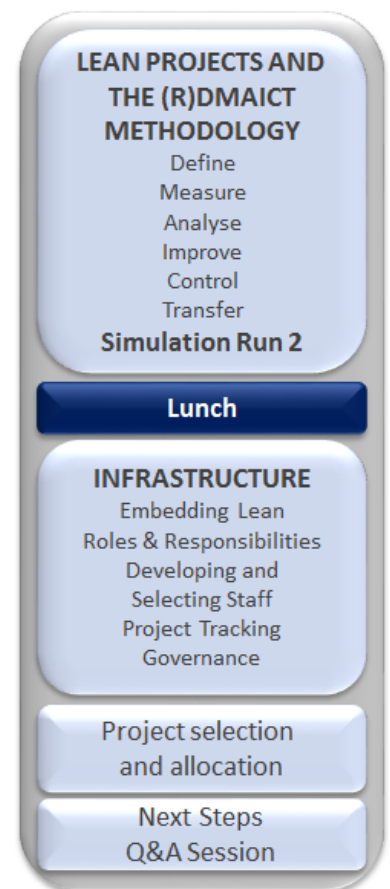 LEAN PROJECTS AND
THE (R)DMAICT
METHODOLOGY
Define
Measure
Analyse
Improve
Control
Transfer
Simulation Run 2
Lunch
INFRASTRUCTURE
Embedding Lean
Roles & Responsibilities
Developing and
Selecting Staff
Project Tracking
Governance
Project selection
and allocation
Next Steps
Q&A Session